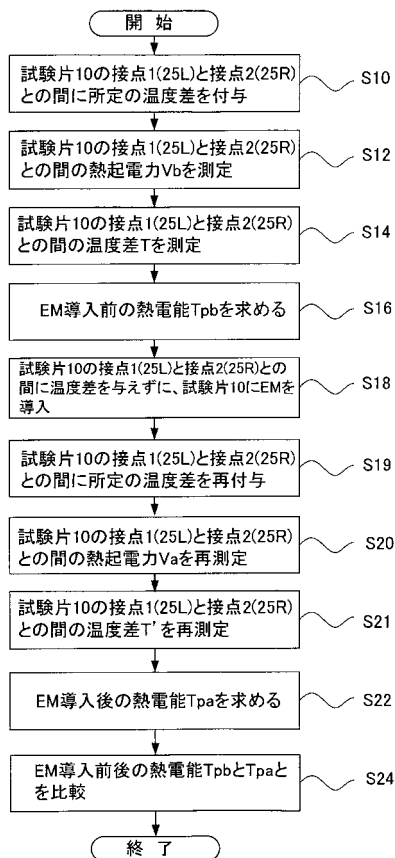 開 始
試験片10の接点1(25L)と接点2(25R)
との間に所定の温度差を付与
S10
試験片10の接点1(25L)と接点2(25R)
との間の熱起電力Vbを測定
S12
試験片10の接点1(25L)と接点2(25R)
との間の温度差Tを測定
S14
EM導入前の熱電能Tpbを求める
S16
試験片10の接点1(25L)と接点2(25R)との
間に温度差を与えずに、試験片10にEMを
導入
S18
試験片10の接点1(25L)と接点2(25R)
との間に所定の温度差を再付与
S19
試験片10の接点1(25L)と接点2(25R)
との間の熱起電力Vaを再測定
S20
試験片10の接点1(25L)と接点2(25R)
との間の温度差T'を再測定
S21
EM導入後の熱電能Tpaを求める
S22
EM導入前後の熱電能TpbとTpaと
を比較
S24
終 了